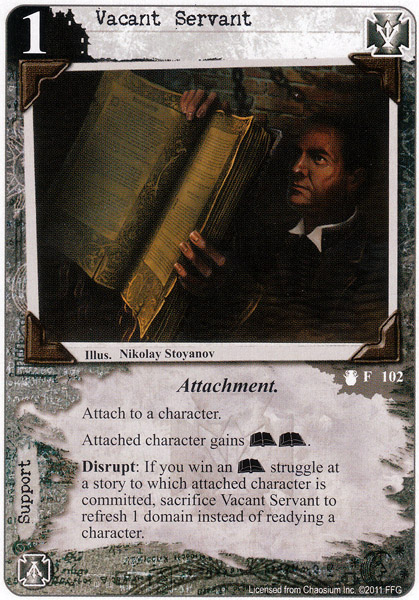 1
Vacant Servant
Illus. Nikolay Stoyanov
F 102
Attachment.
Attach to a character.
Attached character gains .
Disrupt: If you win an struggle at
a story to which attached character is
committed, sacrifice Vacant Servant to
refresh 1 domain instead of readying a
character.
Support
Licensed from Chaosium Inc. ©2011 FFG